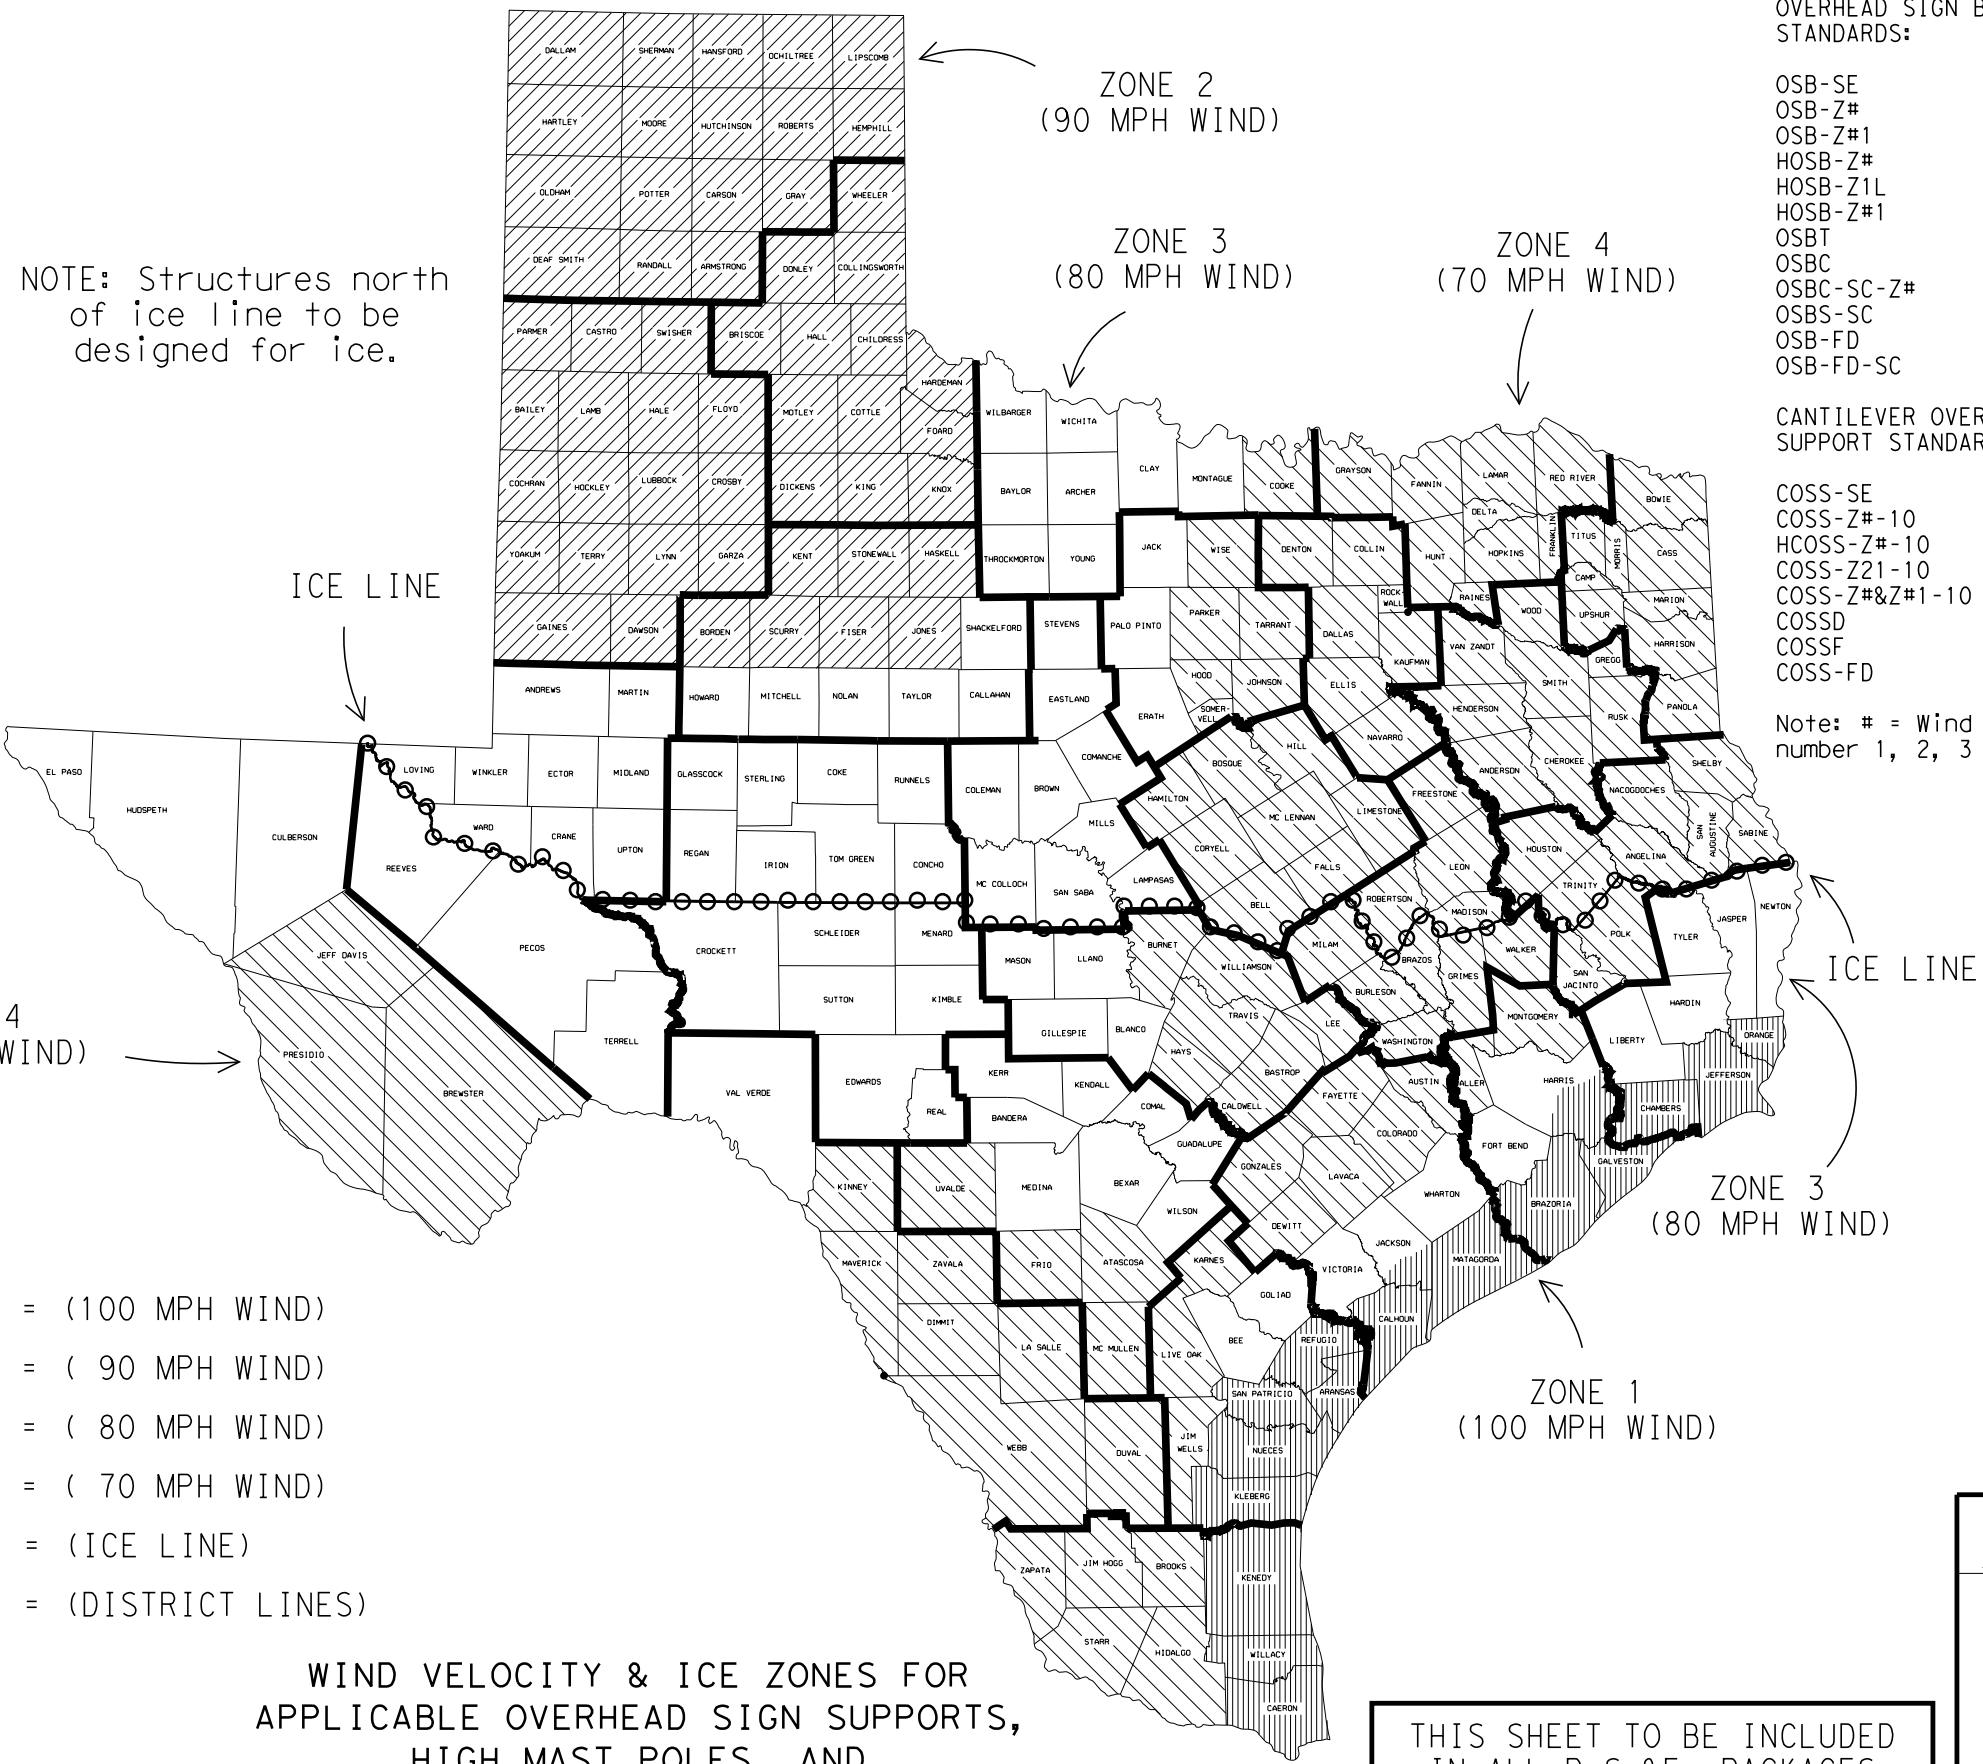 OVERHEAD SIGN B
STANDARDS:
OSB-SE
OSB-Z#
OSB-Z#1
HOSB-Z#
HOSB-Z1L
HOSB-Z#1
OSBT
OSBC
OSBC-SC-Z#
OSBS-SC
OSB-FD
OSB-FD-SC
CANTILEVER OVER
SUPPORT STANDAR
COSS-SE
COSS-Z#-10
HCOSS-Z#-10
COSS-Z21-10
COSS-Z#&Z#1-10
COSSD
COSSF
COSS-FD
Note: # = Wind
number 1, 2, 3
ZONE 2
(90 MPH WIND)
ZONE 3
(80 MPH WIND)
ZONE 4
(70 MPH WIND)
NOTE: Structures north
of ice line to be
designed for ice.
ICE LINE
DALLAM SHERMAN HANSFORD OCHILTREE LIPSCOMB
HARTLEY MOORE HUTCHINSON ROBERTS HEMPHILL
OLDHAM POTTER CARSON GRAY WHEELER
DEAF SMITH RANDALL ARMSTRONG DONLEY COLLINGSWORTH
PARMER CASTRO SWISHER BRISCOE HALL CHILDRESS
HARDEMAN
BAILEY LAMB HALE FLOYD MOTLEY COTTLE
FOARD WILBARGER WICHITA
COCHRAN HOCKLEY LUBBOCK CROSBY DICKENS KING KNOX BAYLOR ARCHER CLAY MONTAGUE COOKE GRAYSON FANNIN LAMAR RED RIVER BOWIE
DELTA
YOAKUM TERRY LYNN GARZA KENT STONEWALL HASKELL THROCKMORTON YOUNG JACK WISE DENTON COLLIN HUNT HOPKINS FRANKLIN TITUS MORRIS CASS
CAMP
GAINES DAWSON BORDEN SCURRY FISER JONES SHACKELFORD STEVENS PALO PINTO PARKER TARRANT DALLAS ROCK-
WALL RAINES WOOD UPSHUR MARION
ANDREWS MARTIN HOWARD MITCHELL NOLAN TAYLOR CALLAHAN EASTLAND ERATH HOOD JOHNSON ELLIS KAUFMAN VAN ZANDT SMITH GREGG HARRISON
SOMER-
VELL HENDERSON RUSK PANOLA
EL PASO HUDSPETH CULBERSON REEVES LOVING WINKLER ECTOR MIDLAND GLASSCOCK STERLING COKE RUNNELS COLEMAN BROWN COMANCHE
BOSQUE HILL NAVARRO ANDERSON CHEROKEE SHELBY
WARD CRANE UPTON REGAN IRION TOM GREEN CONCHO MILLS HAMILTON MC LENNAN LIMESTONE FREESTONE NACOGDOCHES
SAN
AUGUSTINE SABINE
MC COLLOCH SAN SABA LAMPASAS CORYELL FALLS LEON HOUSTON ANGELINA
TRINITY
JEFF DAVIS PECOS CROCKETT SCHLEIDER MENARD MASON LLANO BURNET BELL MILAM ROBERTSON MADISON WALKER POLK TYLER JASPER NEWTON
ICE LINE
SUTTON KIMBLE WILLIAMSON BRAZOS GRIMES SAN
JACINTO HARDIN
BURLESON
PRESIDIO BREWSTER TERRELL VAL VERDE EDWARDS REAL GILLESPIE BLANCO TRAVIS LEE WASHINGTON MONTGOMERY LIBERTY ORANGE
KERR KENDALL HAYS BASTROP AUSTIN ALLER HARRIS JEFFERSON
BANDERA COMAL CALDWELL FAYETTE CHAMBERS
GUADALUPE COLORADO FORT BEND GALVESTON
KINNEY UVALDE MEDINA BEXAR GONZALES LAVACA WHARTON BRAZORIA
WILSON DEWITT
4
WIND)
ZONE 3
(80 MPH WIND)
MAVERICK ZAVALA FRIO ATASCOSA KARNES JACKSON MATAGORDA
VICTORIA
GOLIAD
DIMMIT LA SALLE MC MULLEN LIVE OAK BEE REFUGIO CALHOUN
SAN PATRICIO ARANSAS
WEBB DUVAL JIM
WELLS NUECES
KLEBERG
ZAPATA JIM HOGG BROOKS KENEDY
STARR HIDALGO WILLACY
CAERON
ZONE 1
(100 MPH WIND)
= (100 MPH WIND)
= ( 90 MPH WIND)
= ( 80 MPH WIND)
= ( 70 MPH WIND)
= (ICE LINE)
= (DISTRICT LINES)
WIND VELOCITY & ICE ZONES FOR
APPLICABLE OVERHEAD SIGN SUPPORTS,
HIGH MAST POLES, AND
THIS SHEET TO BE INCLUDED
IN ALL P.S.&E. PACKAGES